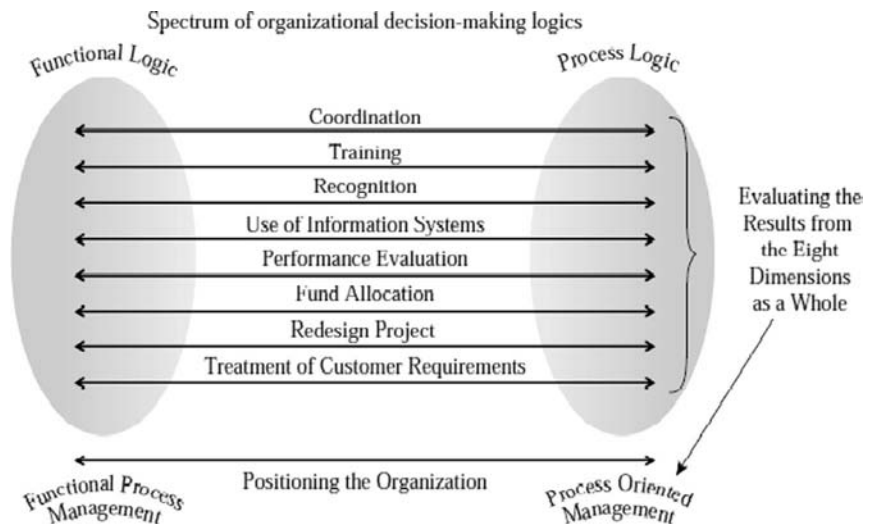 Spectrum of organizational decision-making logics
Functional Logic
Process Logic
Coordination
Training
Recognition
Use of Information Systems
Performance Evaluation
Fund Allocation
Redesign Project
Treatment of Customer Requirements
Evaluating the
Results from
the Eight
Dimensions
as a Whole
Positioning the Organization
Functional Process
Management
Process Oriented
Management